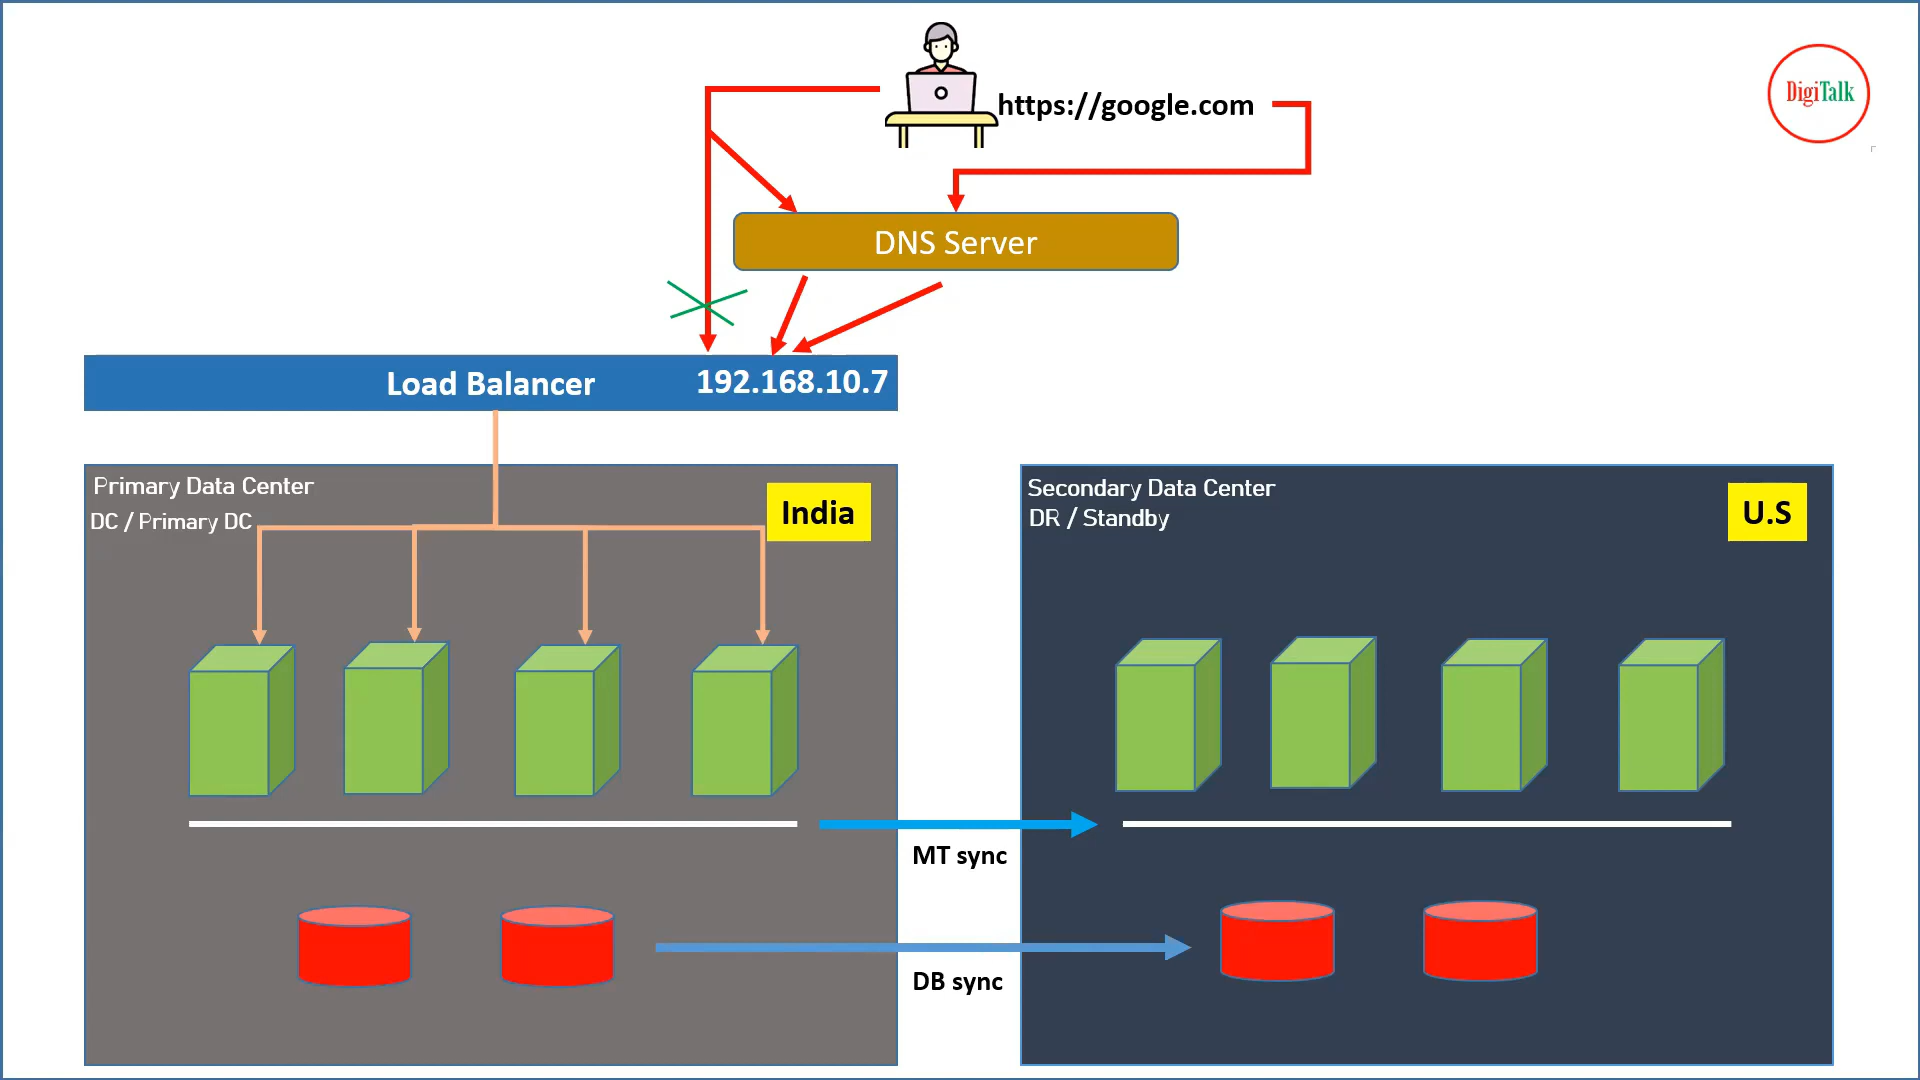 https://google.com
DigiTalk
DNS Server
Load Balancer
192.168.10.7
Primary Data Center
DC / Primary DC
India
Secondary Data Center
DR / Standby
U.S
MT sync
DB sync